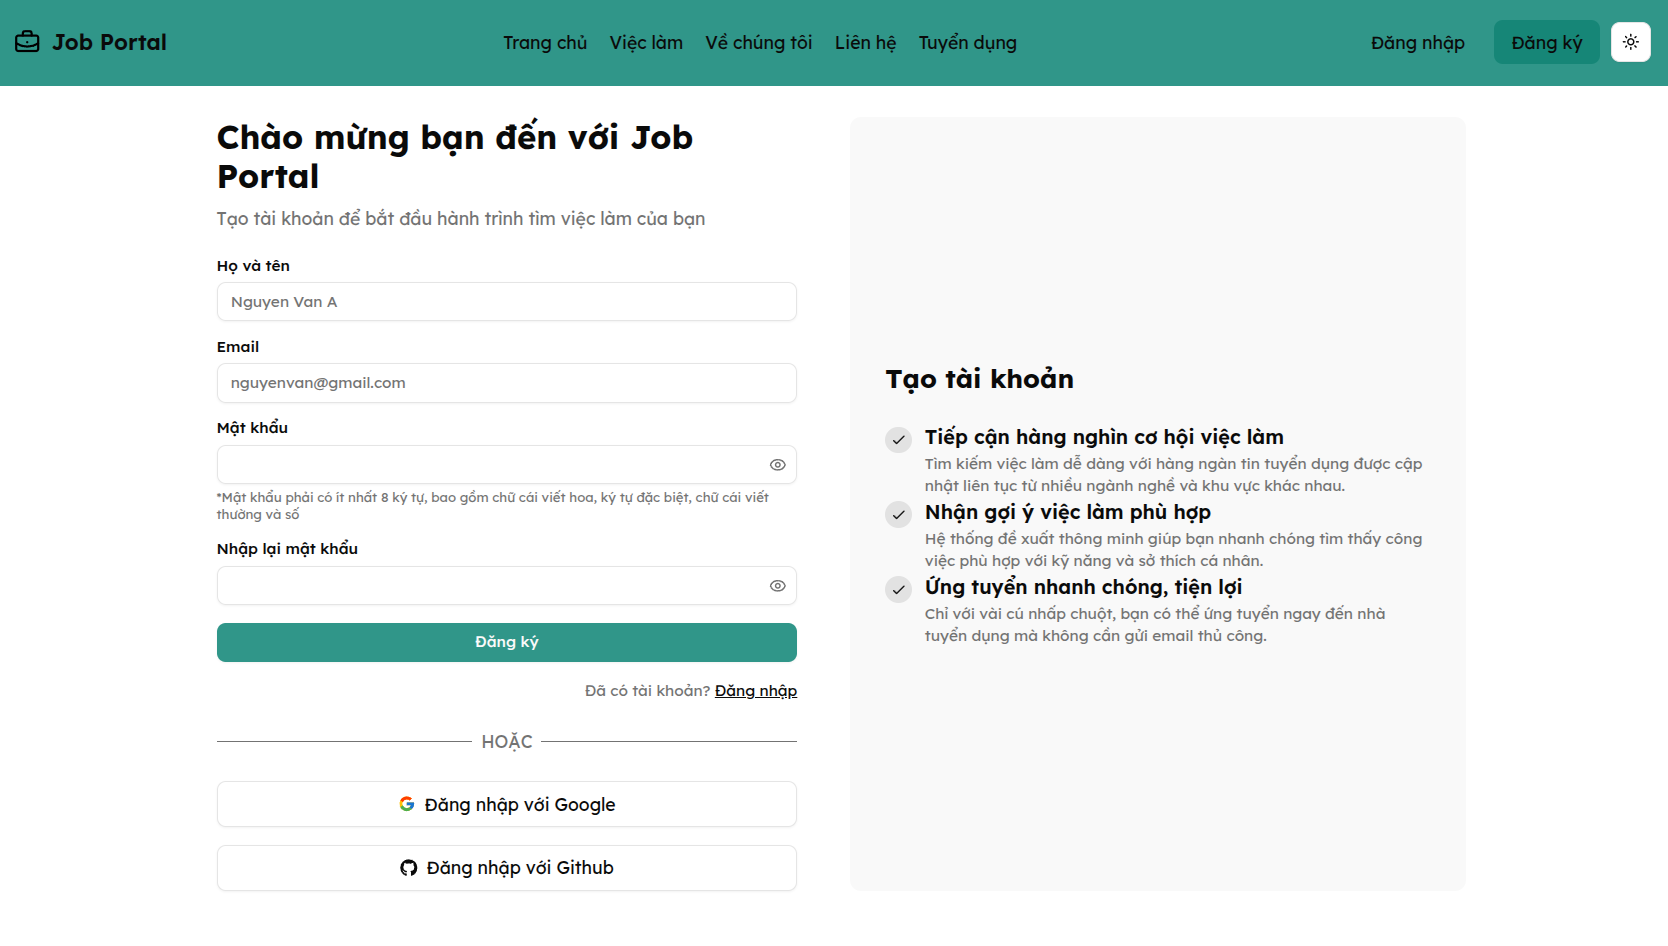 Job Portal
Trang chủ
Việc làm
Về chúng tôi
Liên hệ
Tuyển dụng
Đăng nhập
Đăng ký
Chào mừng bạn đến với Job
Portal
Tạo tài khoản để bắt đầu hành trình tìm việc làm của bạn
Họ và tên
Nguyen Van A
Email
nguyenvan@gmail.com
Mật khẩu
*Mật khẩu phải có ít nhất 8 ký tự, bao gồm chữ cái viết hoa, ký tự đặc biệt, chữ cái viết
thường và số
Nhập lại mật khẩu
Đăng ký
Đã có tài khoản? Đăng nhập
HOẶC
Đăng nhập với Google
Đăng nhập với Github
Tạo tài khoản
Tiếp cận hàng nghìn cơ hội việc làm
Tìm kiếm việc làm dễ dàng với hàng ngàn tin tuyển dụng được cập
nhật liên tục từ nhiều ngành nghề và khu vực khác nhau.
Nhận gợi ý việc làm phù hợp
Hệ thống đề xuất thông minh giúp bạn nhanh chóng tìm thấy công
việc phù hợp với kỹ năng và sở thích cá nhân.
Ứng tuyển nhanh chóng, tiện lợi
Chỉ với vài cú nhấp chuột, bạn có thể ứng tuyển ngay đến nhà
tuyển dụng mà không cần gửi email thủ công.